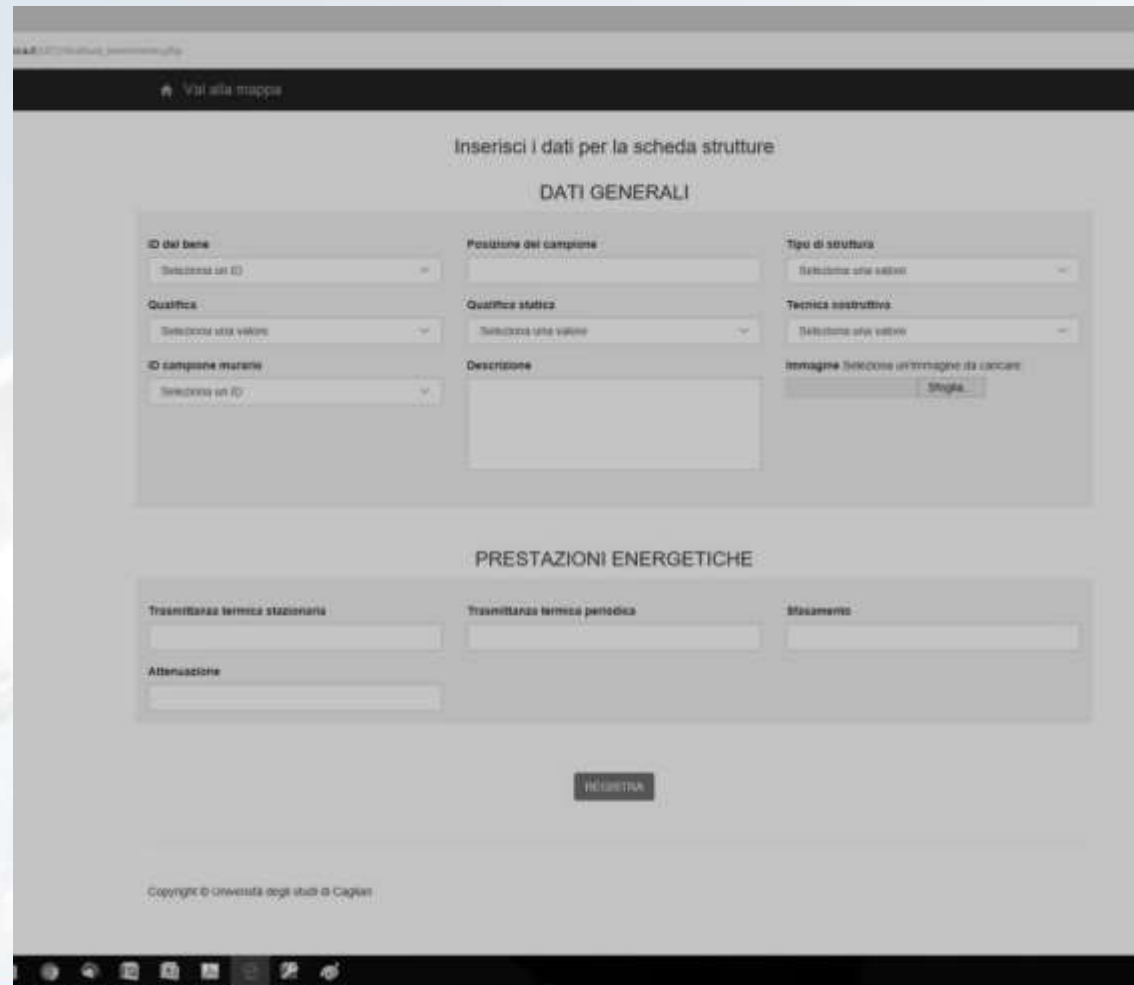 Vai alla mappa
Inserisci i dati per la scheda strutture
DATI GENERALI
ID del bene
Posizione del campione
Tipo di struttura
Seleziona un ID
Seleziona una valore
Qualifica
Qualifica statica
Tecnica costruttiva
Seleziona una valore
Seleziona una valore
Seleziona una valore
ID campione murario
Descrizione
Immagine Seleziona un'immagine da caricare:
Seleziona un ID
Sfoglia...
PRESTAZIONI ENERGETICHE
Trasmittanza termica stazionaria
Trasmittanza termica periodica
Sfasamento
Attenuazione
REGISTRA
Copyright © Università degli studi di Cagliari